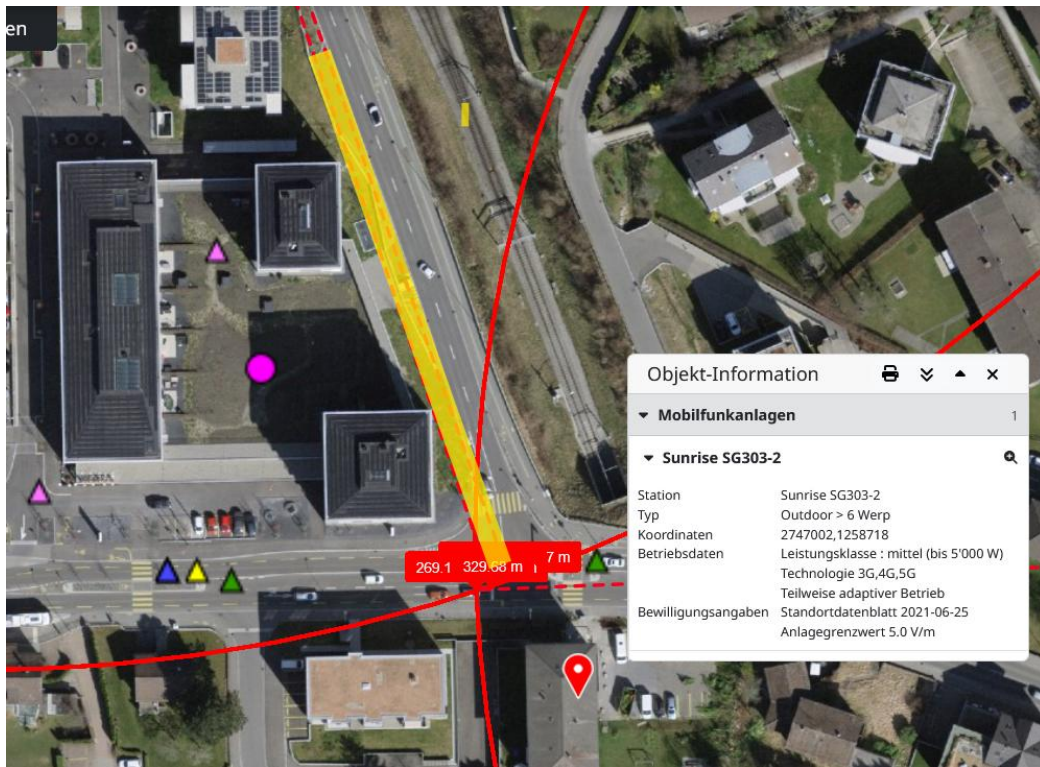 en
Objekt-Information
Mobilfunkanlagen 1
Sunrise SG303-2
Station Sunrise SG303-2
Typ Outdoor > 6 Werp
Koordinaten 2747002,1258718
Betriebsdaten Leistungsklasse : mittel (bis 5'000 W)
Technologie 3G,4G,5G
Teilweise adaptiver Betrieb
Bewilligungsangaben Standortdatenblatt 2021-06-25
Anlagegrenzwert 5.0 V/m
7 m
269.1 329.68 m